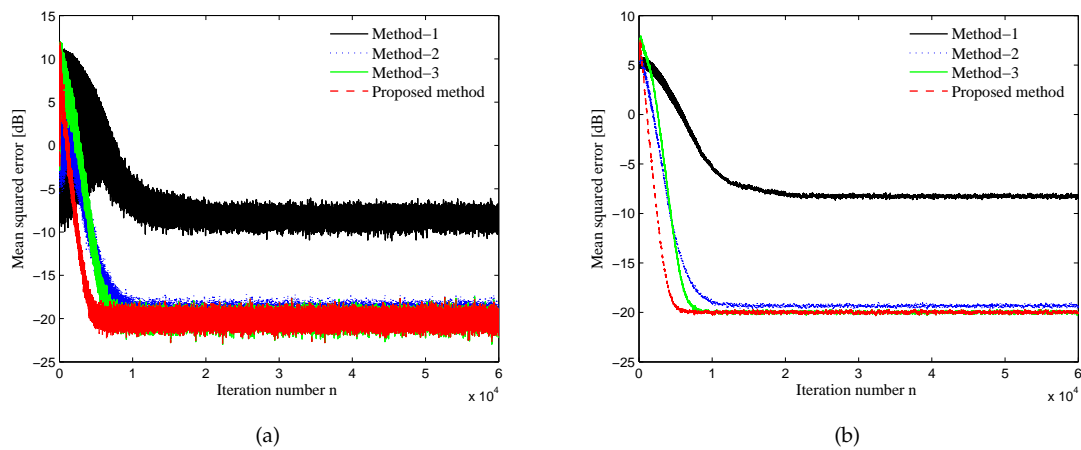 15
10
5
0
−5
−10
−15
−20
−25
Mean squared error [dB]
Method−1
Method−2
Method−3
Proposed method
0 1 2 3 4 5 6
x 10^4
Iteration number n
(a)
10
5
0
−5
−10
−15
−20
−25
Mean squared error [dB]
Method−1
Method−2
Method−3
Proposed method
0 1 2 3 4 5 6
x 10^4
Iteration number n
(b)